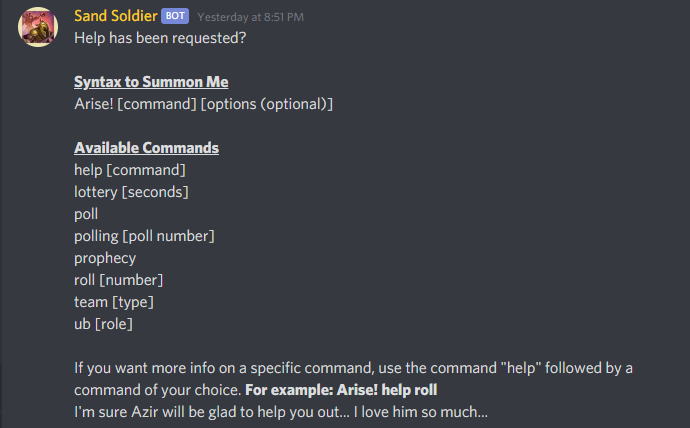 Sand Soldier BOT Yesterday at 8:51 PM
Help has been requested?
Syntax to Summon Me
Arise! [command] [options (optional)]
Available Commands
help [command]
lottery [seconds]
poll
polling [poll number]
prophecy
roll [number]
team [type]
ub [role]
If you want more info on a specific command, use the command "help" followed by a
command of your choice. For example: Arise! help roll
I'm sure Azir will be glad to help you out... I love him so much...